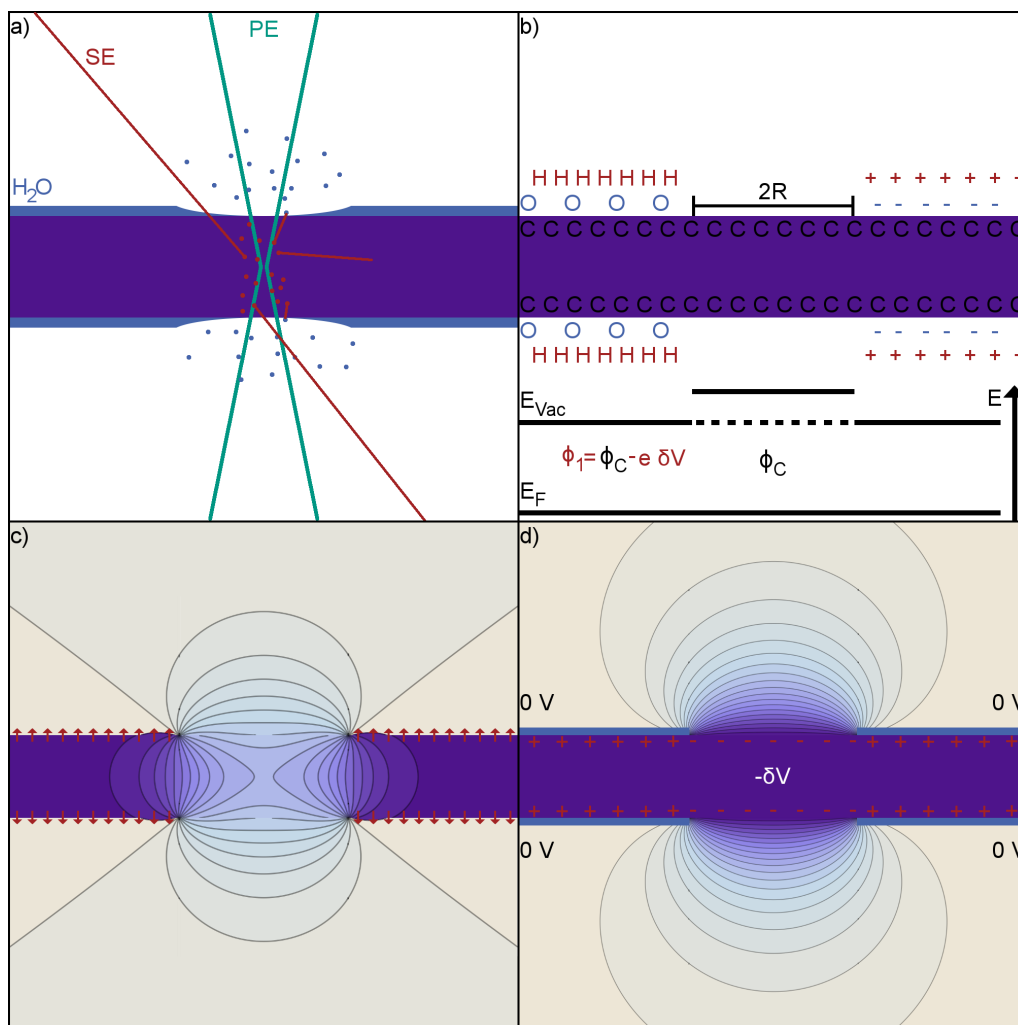 a)
PE
SE
H2O
b)
H H H H H H H + + + + + + +
2R
O O O O - - - - - -
C C C C C C C C C C C C C C C C C
C C C C C C C C C C C C C C C C C
O O O O - - - - - -
H H H H H H H + + + + + + +
EVac
E
ϕ1=ϕC-e δV
ϕC
EF
c)
d)
0 V 0 V
+ + + + + + - - - - - - + + + + + +
-δV
+ + + + + + - - - - - - + + + + + +
0 V 0 V